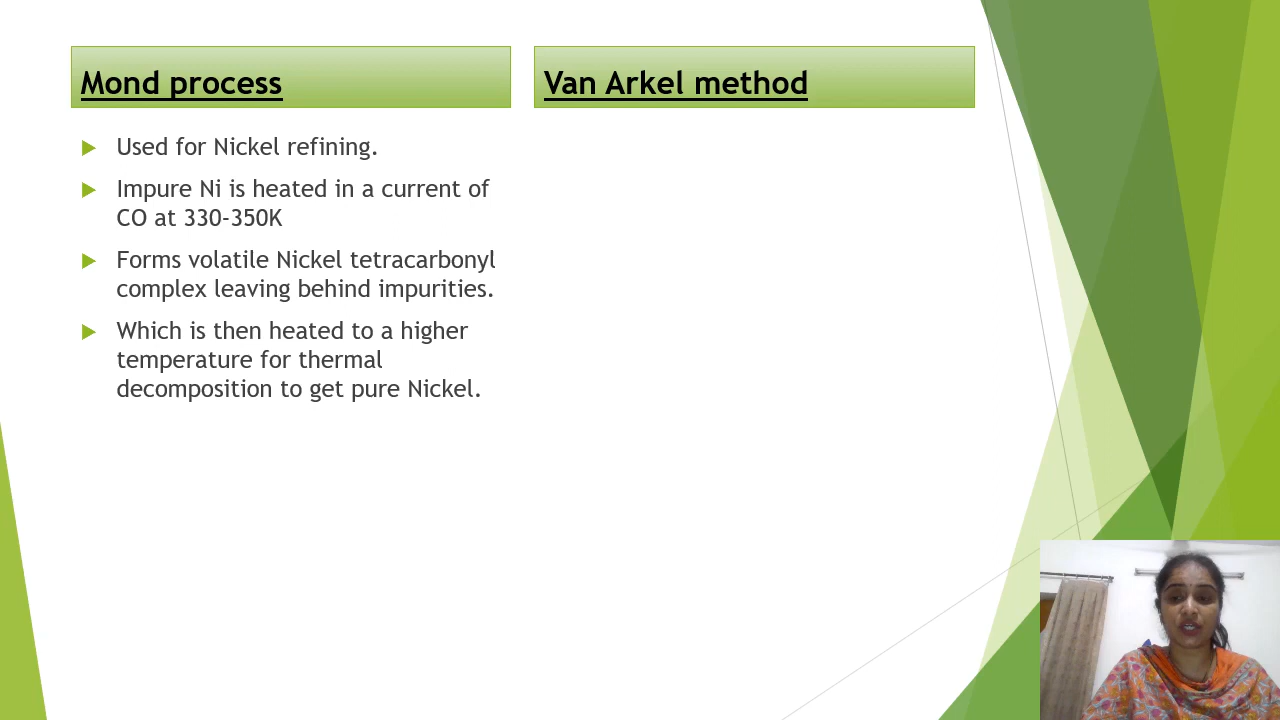 Mond process
Van Arkel method
Used for Nickel refining.
Impure Ni is heated in a current of
CO at 330-350K
Forms volatile Nickel tetracarbonyl
complex leaving behind impurities.
Which is then heated to a higher
temperature for thermal
decomposition to get pure Nickel.